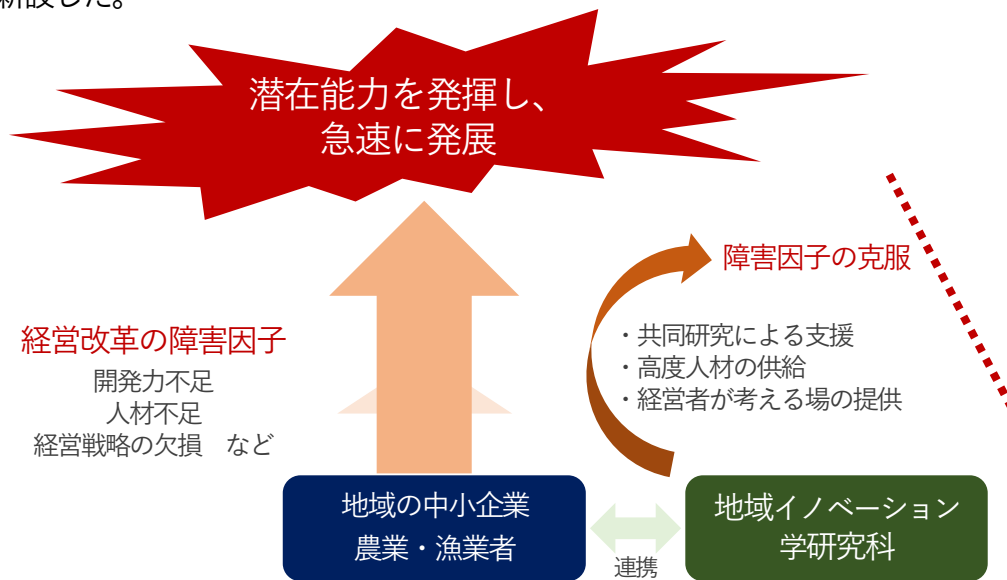 新設した。
潜在能力を発揮し、
急速に発展
障害因子の克服
・共同研究による支援
・高度人材の供給
・経営者が考える場の提供
経営改革の障害因子
開発力不足
人材不足
経営戦略の欠損　など
地域の中小企業
農業・漁業者
連携
地域イノベーション
学研究科